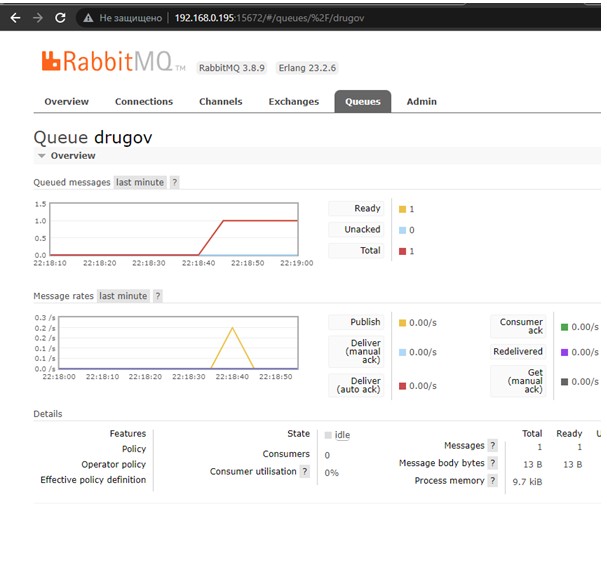 Не защищено 192.168.0.195:15672/#/queues/%2F/drugov
RabbitMQ TM RabbitMQ 3.8.9 Erlang 23.2.6
Overview Connections Channels Exchanges Queues Admin
Queue drugov
Overview
Queued messages last minute ?
1.5
1.0
0.5
0.0
22:18:10 22:18:20 22:18:30 22:18:40 22:18:50 22:19:00
Ready 1
Unacked 0
Total 1
Message rates last minute ?
0.3 /s
0.2 /s
0.2 /s
0.1 /s
0.1 /s
0.0 /s
22:18:00 22:18:10 22:18:20 22:18:30 22:18:40 22:18:50
Publish 0.00/s
Deliver
(manual
ack) 0.00/s
Deliver
(auto ack) 0.00/s
Consumer
ack 0.00/s
Redelivered 0.00/s
Get
(manual
ack) 0.00/s
Details
Features
Policy
Operator policy
Effective policy definition
State idle
Consumers 0
Consumer utilisation ? 0%
Total Ready U
Messages ? 1 1
Message body bytes ? 13 B 13 B
Process memory ? 9.7 kiB